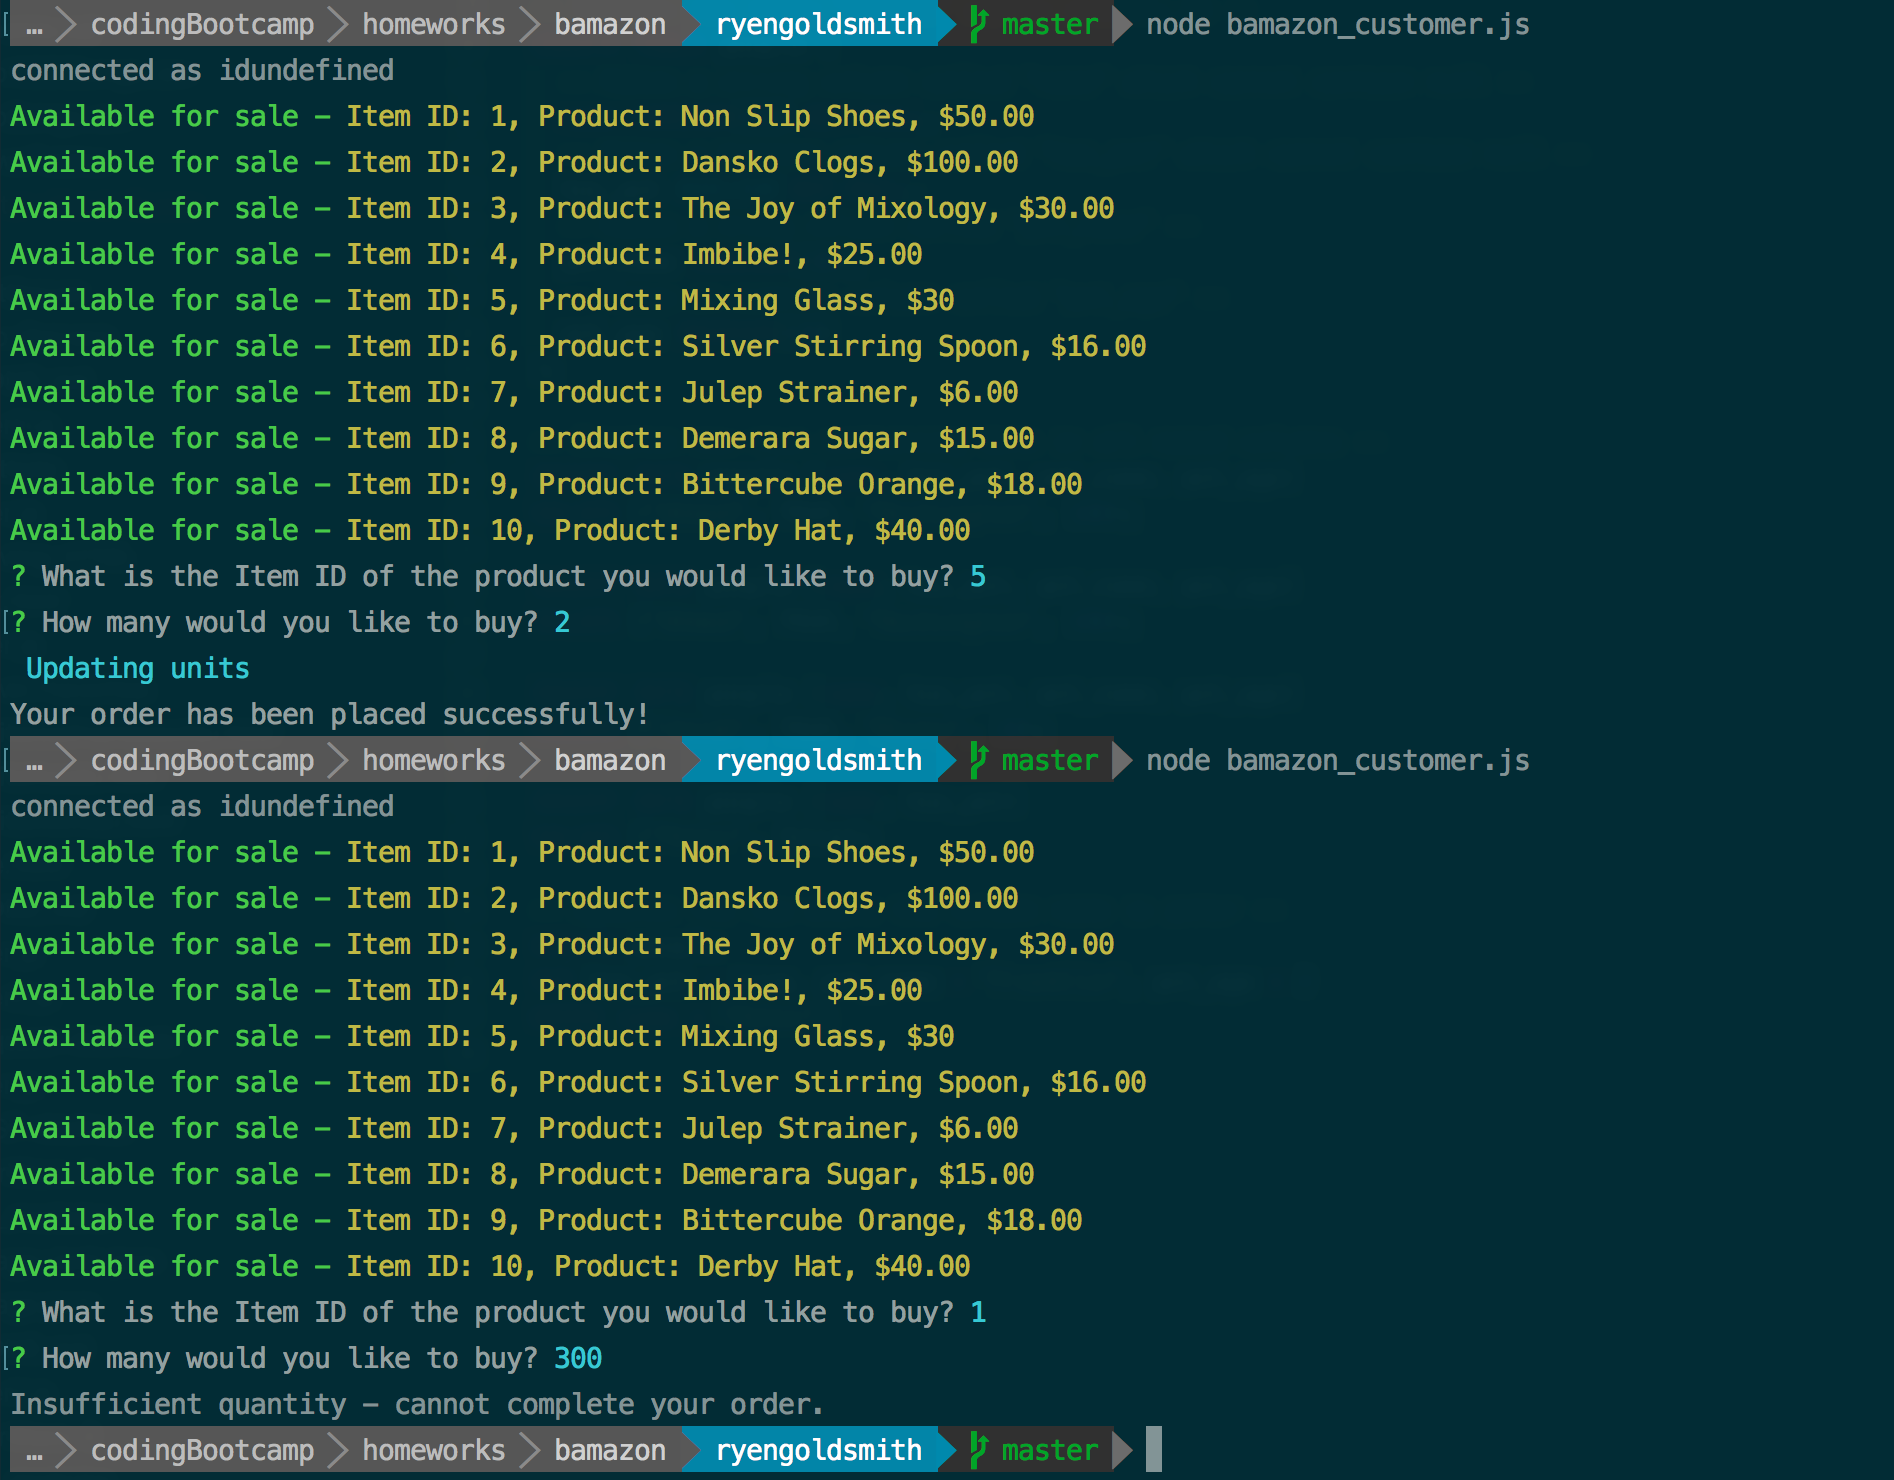 … codingBootcamp homeworks bamazon ryengoldsmith master node bamazon_customer.js
connected as idundefined
Available for sale – Item ID: 1, Product: Non Slip Shoes, $50.00
Available for sale – Item ID: 2, Product: Dansko Clogs, $100.00
Available for sale – Item ID: 3, Product: The Joy of Mixology, $30.00
Available for sale – Item ID: 4, Product: Imbibe!, $25.00
Available for sale – Item ID: 5, Product: Mixing Glass, $30
Available for sale – Item ID: 6, Product: Silver Stirring Spoon, $16.00
Available for sale – Item ID: 7, Product: Julep Strainer, $6.00
Available for sale – Item ID: 8, Product: Demerara Sugar, $15.00
Available for sale – Item ID: 9, Product: Bittercube Orange, $18.00
Available for sale – Item ID: 10, Product: Derby Hat, $40.00
? What is the Item ID of the product you would like to buy? 5
? How many would you like to buy? 2
Updating units
Your order has been placed successfully!
… codingBootcamp homeworks bamazon ryengoldsmith master node bamazon_customer.js
connected as idundefined
Available for sale – Item ID: 1, Product: Non Slip Shoes, $50.00
Available for sale – Item ID: 2, Product: Dansko Clogs, $100.00
Available for sale – Item ID: 3, Product: The Joy of Mixology, $30.00
Available for sale – Item ID: 4, Product: Imbibe!, $25.00
Available for sale – Item ID: 5, Product: Mixing Glass, $30
Available for sale – Item ID: 6, Product: Silver Stirring Spoon, $16.00
Available for sale – Item ID: 7, Product: Julep Strainer, $6.00
Available for sale – Item ID: 8, Product: Demerara Sugar, $15.00
Available for sale – Item ID: 9, Product: Bittercube Orange, $18.00
Available for sale – Item ID: 10, Product: Derby Hat, $40.00
? What is the Item ID of the product you would like to buy? 1
? How many would you like to buy? 300
Insufficient quantity – cannot complete your order.
… codingBootcamp homeworks bamazon ryengoldsmith master